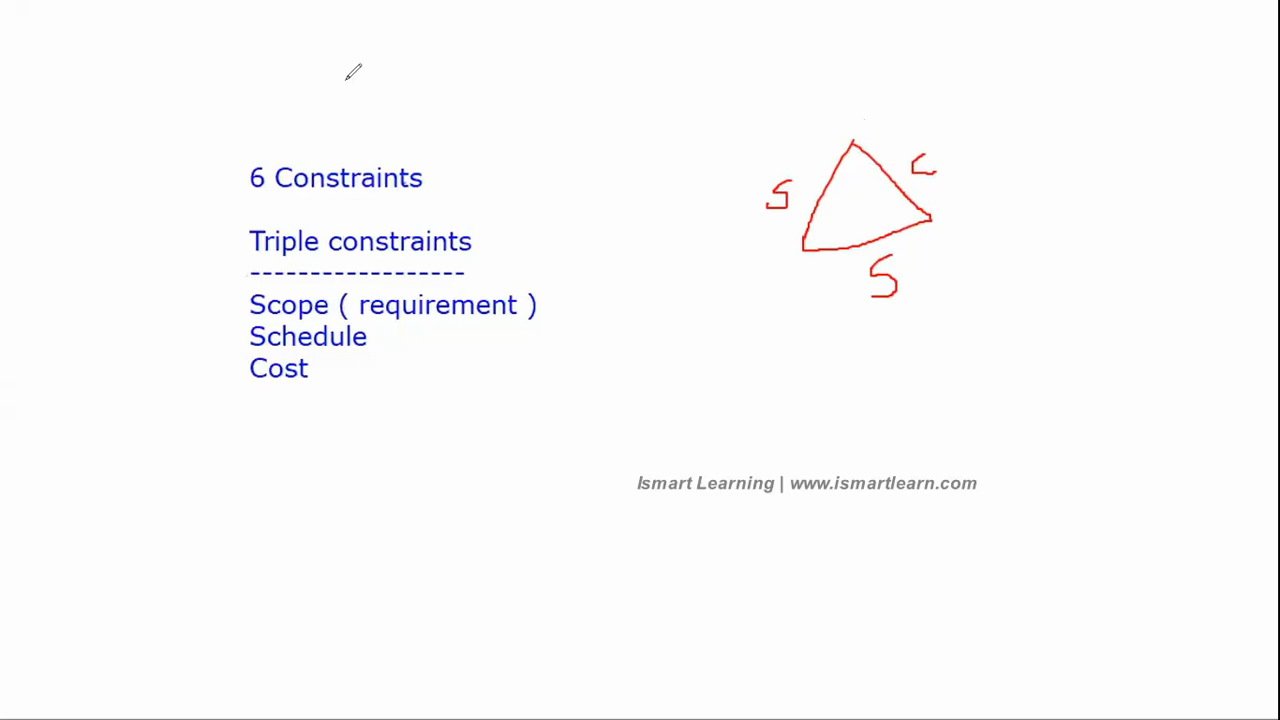 6 Constraints
Triple constraints
------------------
Scope ( requirement )
Schedule
Cost
S
C
S
Ismart Learning | www.ismartlearn.com